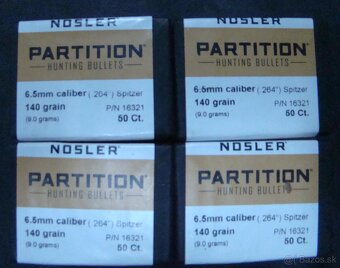 NOSLER
PARTITION®
HUNTING BULLETS
6.5mm caliber (.264") Spitzer
140 grain P/N 16321
(9.0 grams) 50 Ct.
NOSLER
PARTITION®
HUNTING BULLETS
6.5mm caliber (.264") Spitzer
140 grain P/N 16321
(9.0 grams) 50 Ct.
NOSLER
PARTITION®
HUNTING BULLETS
6.5mm caliber (.264") Spitzer
140 grain P/N 16321
(9.0 grams) 50 Ct.
NOSLER
PARTITION®
HUNTING BULLETS
6.5mm caliber (.264") Spitzer
140 grain P/N 16321
(9.0 grams) 50 Ct.
Bazos.sk